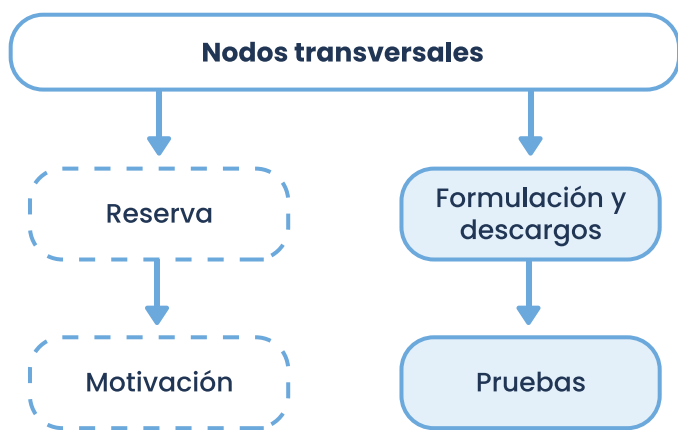 Nodos transversales
Reserva
Formulación y
descargos
Motivación
Pruebas